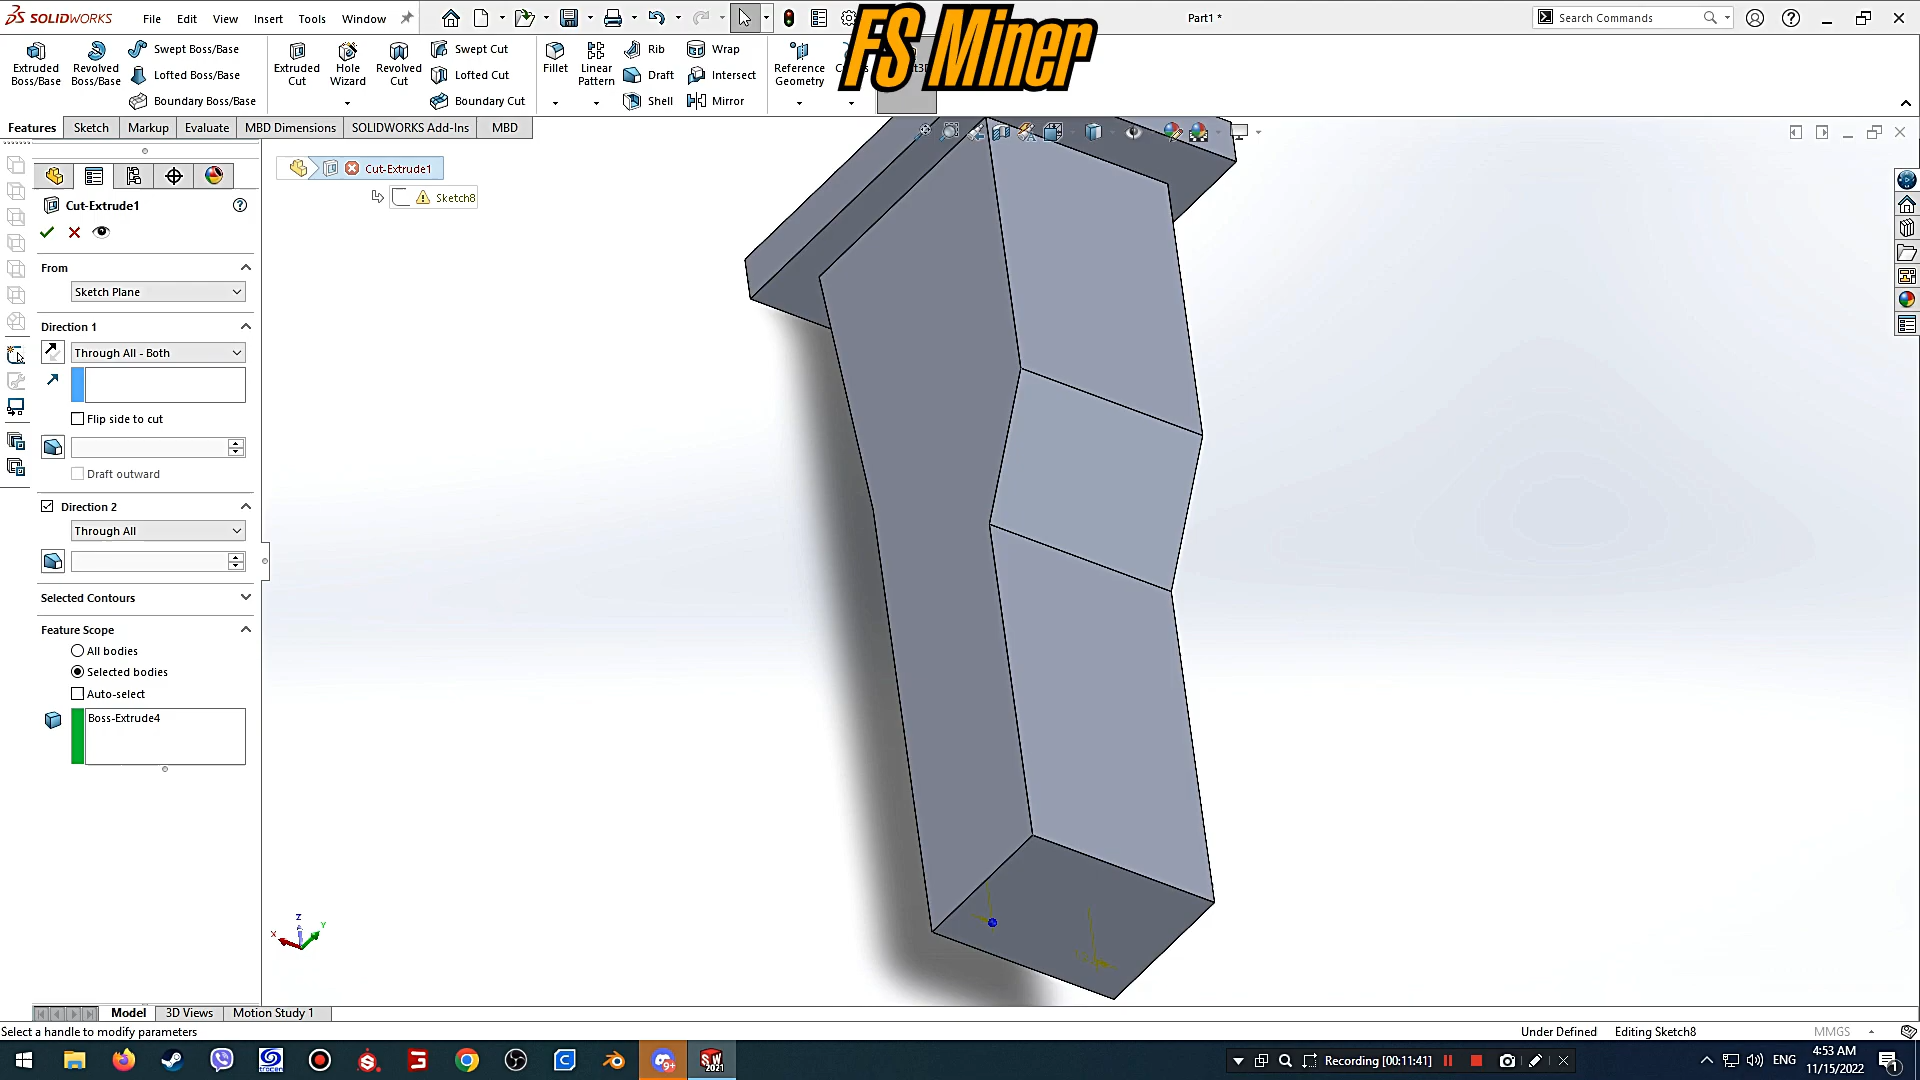 SOLIDWORKS File Edit View Insert Tools Window Part1 * Search Commands
FS Miner
Extruded Boss/Base
Revolved Boss/Base
Swept Boss/Base
Lofted Boss/Base
Boundary Boss/Base
Extruded Cut
Hole Wizard
Revolved Cut
Swept Cut
Lofted Cut
Boundary Cut
Fillet
Linear Pattern
Rib
Draft
Shell
Wrap
Intersect
Mirror
Reference Geometry
Features Sketch Markup Evaluate MBD Dimensions SOLIDWORKS Add-Ins MBD
Cut-Extrude1
Sketch8
Cut-Extrude1
From
Sketch Plane
Direction 1
Through All - Both
Flip side to cut
Draft outward
Direction 2
Through All
Selected Contours
Feature Scope
All bodies
Selected bodies
Auto-select
Boss-Extrude4
Z
X
Y
Model 3D Views Motion Study 1
Select a handle to modify parameters Under Defined Editing Sketch8 MMGS
9+ SW 2021 Recording [00:11:41] ENG 4:53 AM
11/15/2022 1